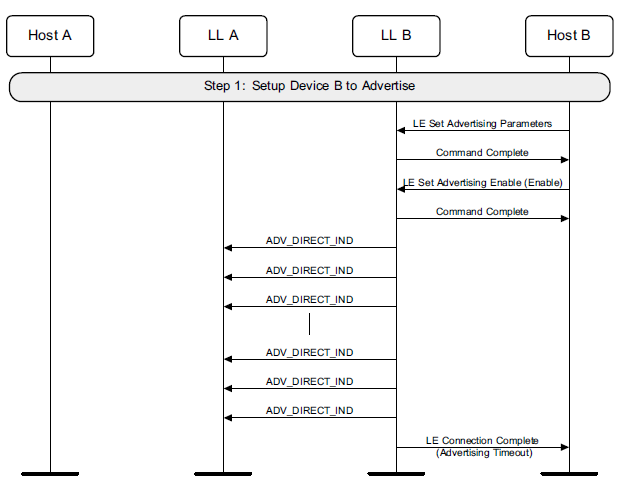 Host A
LL A
LL B
Host B
Step 1: Setup Device B to Advertise
LE Set Advertising Parameters
Command Complete
LE Set Advertising Enable (Enable)
Command Complete
ADV_DIRECT_IND
ADV_DIRECT_IND
ADV_DIRECT_IND
ADV_DIRECT_IND
ADV_DIRECT_IND
ADV_DIRECT_IND
LE Connection Complete
(Advertising Timeout)